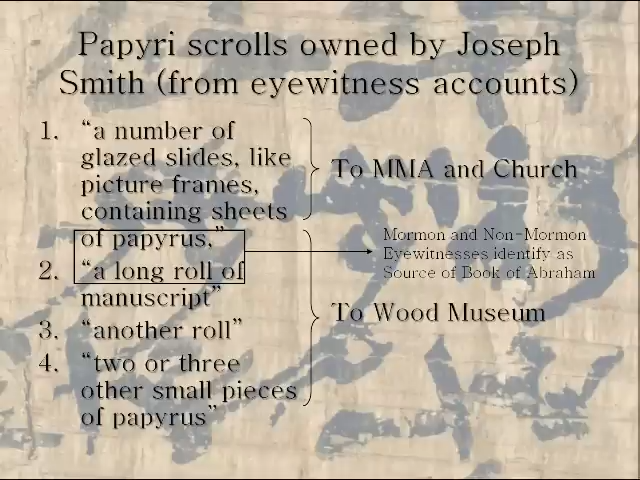 Papyri scrolls owned by Joseph
Smith (from eyewitness accounts)
1. "a number of
glazed slides, like
picture frames,
containing sheets
of papyrus,"
2. "a long roll of
manuscript"
3. "another roll"
4. "two or three
other small pieces
of papyrus"
To MMA and Church
Mormon and Non-Mormon
Eyewitnesses identify as
Source of Book of Abraham
To Wood Museum